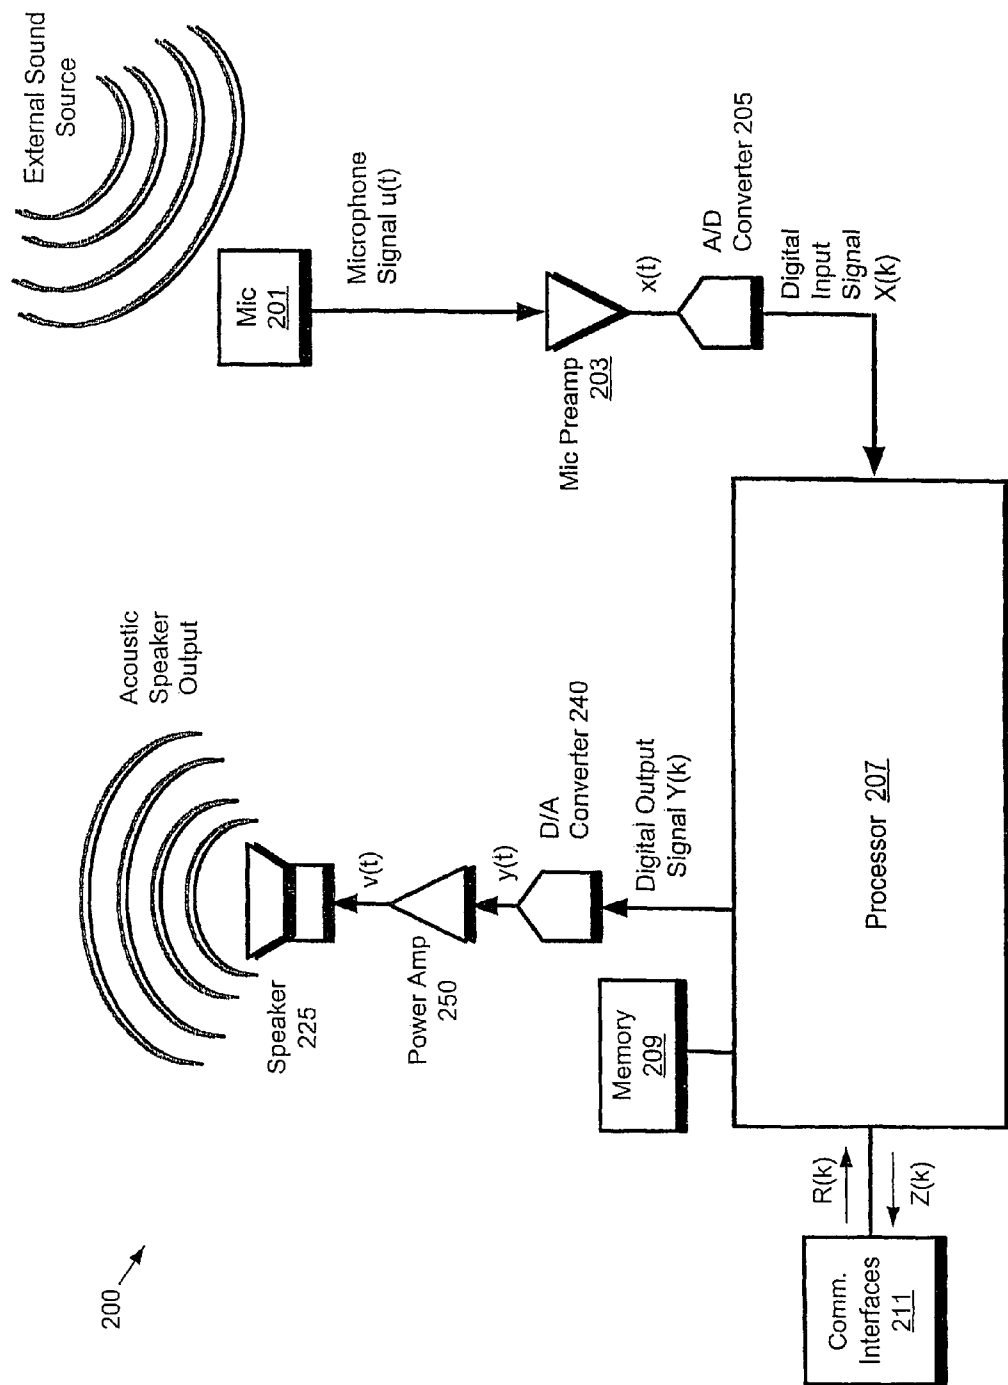 200
External Sound
Source
Acoustic
Speaker
Output
Mic
201
Microphone
Signal u(t)
Speaker
225
v(t)
Power Amp
250
y(t)
Mic Preamp
203
x(t)
D/A
Converter 240
A/D
Converter 205
Digital Output
Signal Y(k)
Digital
Input
Signal
X(k)
Memory
209
Processor 207
R(k)
Z(k)
Comm.
Interfaces
211